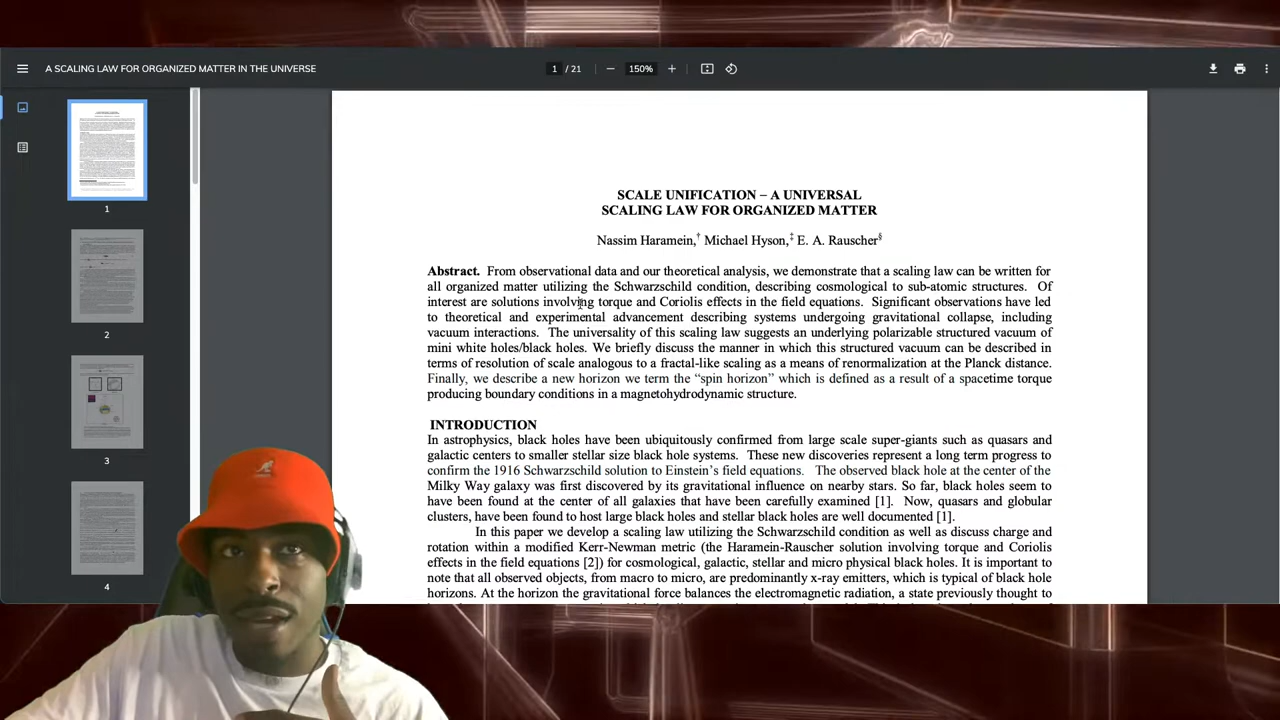 A SCALING LAW FOR ORGANIZED MATTER IN THE UNIVERSE
1 / 21
150%
1
2
3
4
SCALE UNIFICATION – A UNIVERSAL
SCALING LAW FOR ORGANIZED MATTER
Nassim Haramein,† Michael Hyson,‡ E. A. Rauscher§
Abstract. From observational data and our theoretical analysis, we demonstrate that a scaling law can be written for
all organized matter utilizing the Schwarzschild condition, describing cosmological to sub-atomic structures. Of
interest are solutions involving torque and Coriolis effects in the field equations. Significant observations have led
to theoretical and experimental advancement describing systems undergoing gravitational collapse, including
vacuum interactions. The universality of this scaling law suggests an underlying polarizable structured vacuum of
mini white holes/black holes. We briefly discuss the manner in which this structured vacuum can be described in
terms of resolution of scale analogous to a fractal-like scaling as a means of renormalization at the Planck distance.
Finally, we describe a new horizon we term the “spin horizon” which is defined as a result of a spacetime torque
producing boundary conditions in a magnetohydrodynamic structure.
INTRODUCTION
In astrophysics, black holes have been ubiquitously confirmed from large scale super-giants such as quasars and
galactic centers to smaller stellar size black hole systems. These new discoveries represent a long term progress to
confirm the 1916 Schwarzschild solution to Einstein’s field equations. The observed black hole at the center of the
Milky Way galaxy was first discovered by its gravitational influence on nearby stars. So far, black holes seem to
have been found at the center of all galaxies that have been carefully examined [1]. Now, quasars and globular
clusters, have been found to host large black holes and stellar black holes are well documented [1].
In this paper we develop a scaling law utilizing the Schwarzschild condition as well as discuss charge and
rotation within a modified Kerr-Newman metric (the Haramein-Rauscher solution involving torque and Coriolis
effects in the field equations [2]) for cosmological, galactic, stellar and micro physical black holes. It is important to
note that all observed objects, from macro to micro, are predominantly x-ray emitters, which is typical of black hole
horizons. At the horizon the gravitational force balances the electromagnetic radiation, a state previously thought to